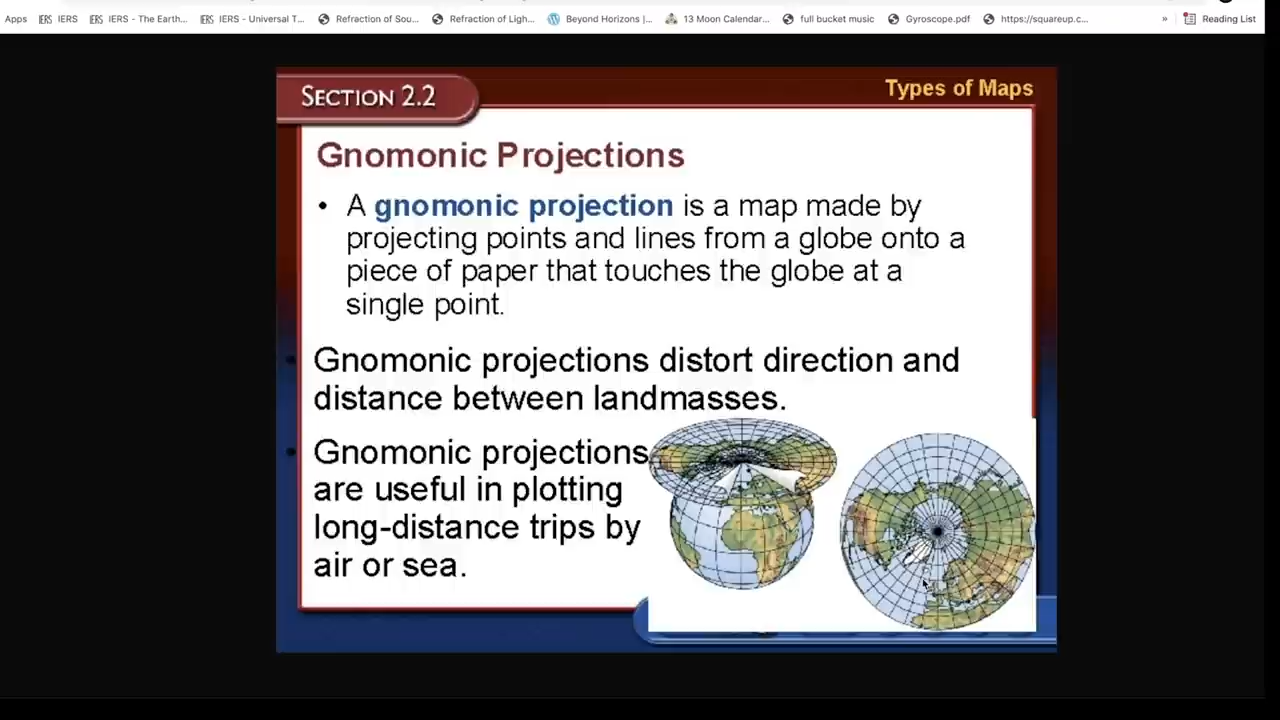 Apps IERS IERS - The Earth... IERS - Universal T... Refraction of Sou... Refraction of Ligh... Beyond Horizons |... 13 Moon Calendar... full bucket music Gyroscope.pdf https://squareup.c... » Reading List
SECTION 2.2
Types of Maps
Gnomonic Projections
• A gnomonic projection is a map made by
projecting points and lines from a globe onto a
piece of paper that touches the globe at a
single point.
• Gnomonic projections distort direction and
distance between landmasses.
• Gnomonic projections
are useful in plotting
long-distance trips by
air or sea.